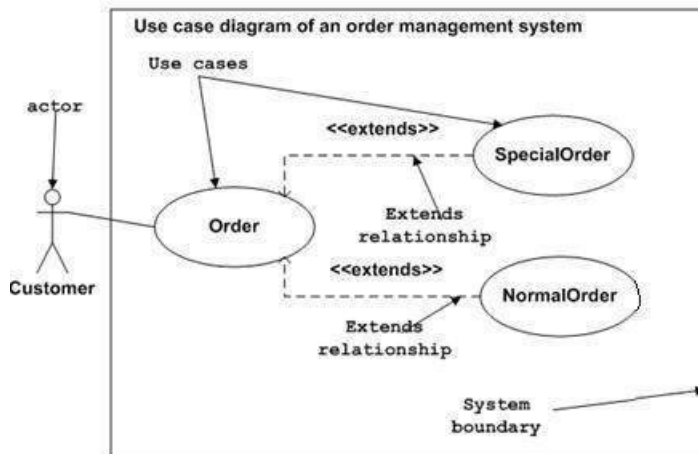 Use case diagram of an order management system
Use cases
actor
<<extends>>
SpecialOrder
Extends
relationship
Order
Customer
<<extends>>
NormalOrder
Extends
relationship
System
boundary